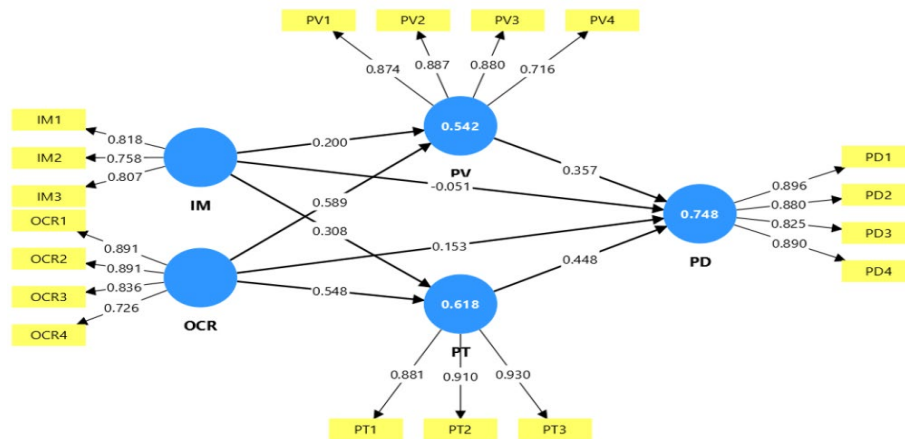 PV1 PV2 PV3 PV4
0.874 0.887 0.880 0.716
IM1
0.818
IM2
0.758
IM3
0.807
IM
0.542
PV
0.200
0.357
-0.051
0.589
0.308
0.153
0.548
0.448
OCR1
0.891
OCR2
0.891
OCR3
0.836
OCR4
0.726
OCR
0.618
PT
0.748
PD
PD1
0.896
PD2
0.880
PD3
0.825
PD4
0.890
0.881 0.910 0.930
PT1 PT2 PT3